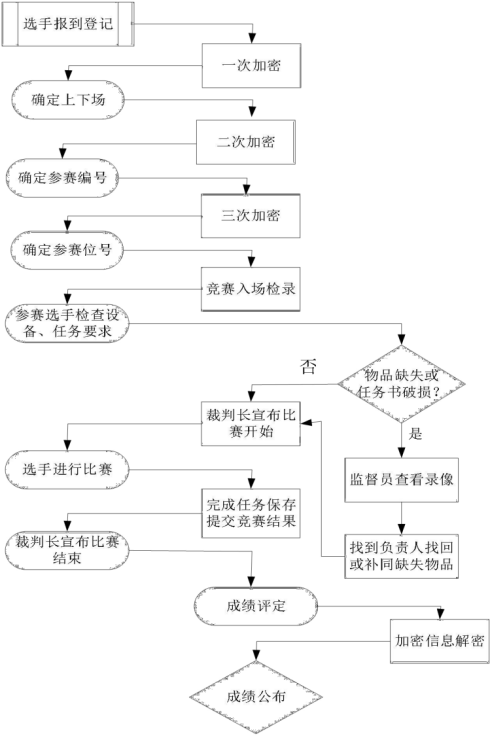 选手报到登记
一次加密
确定上下场
二次加密
确定参赛编号
三次加密
确定参赛位号
竞赛入场检录
参赛选手检查设
备、任务要求
物品缺失或
任务书破损？
否
是
裁判长宣布比
赛开始
选手进行比赛
监督员查看录像
完成任务保存
提交竞赛结果
裁判长宣布比赛
结束
找到负责人找回
或补同缺失物品
成绩评定
加密信息解密
成绩公布